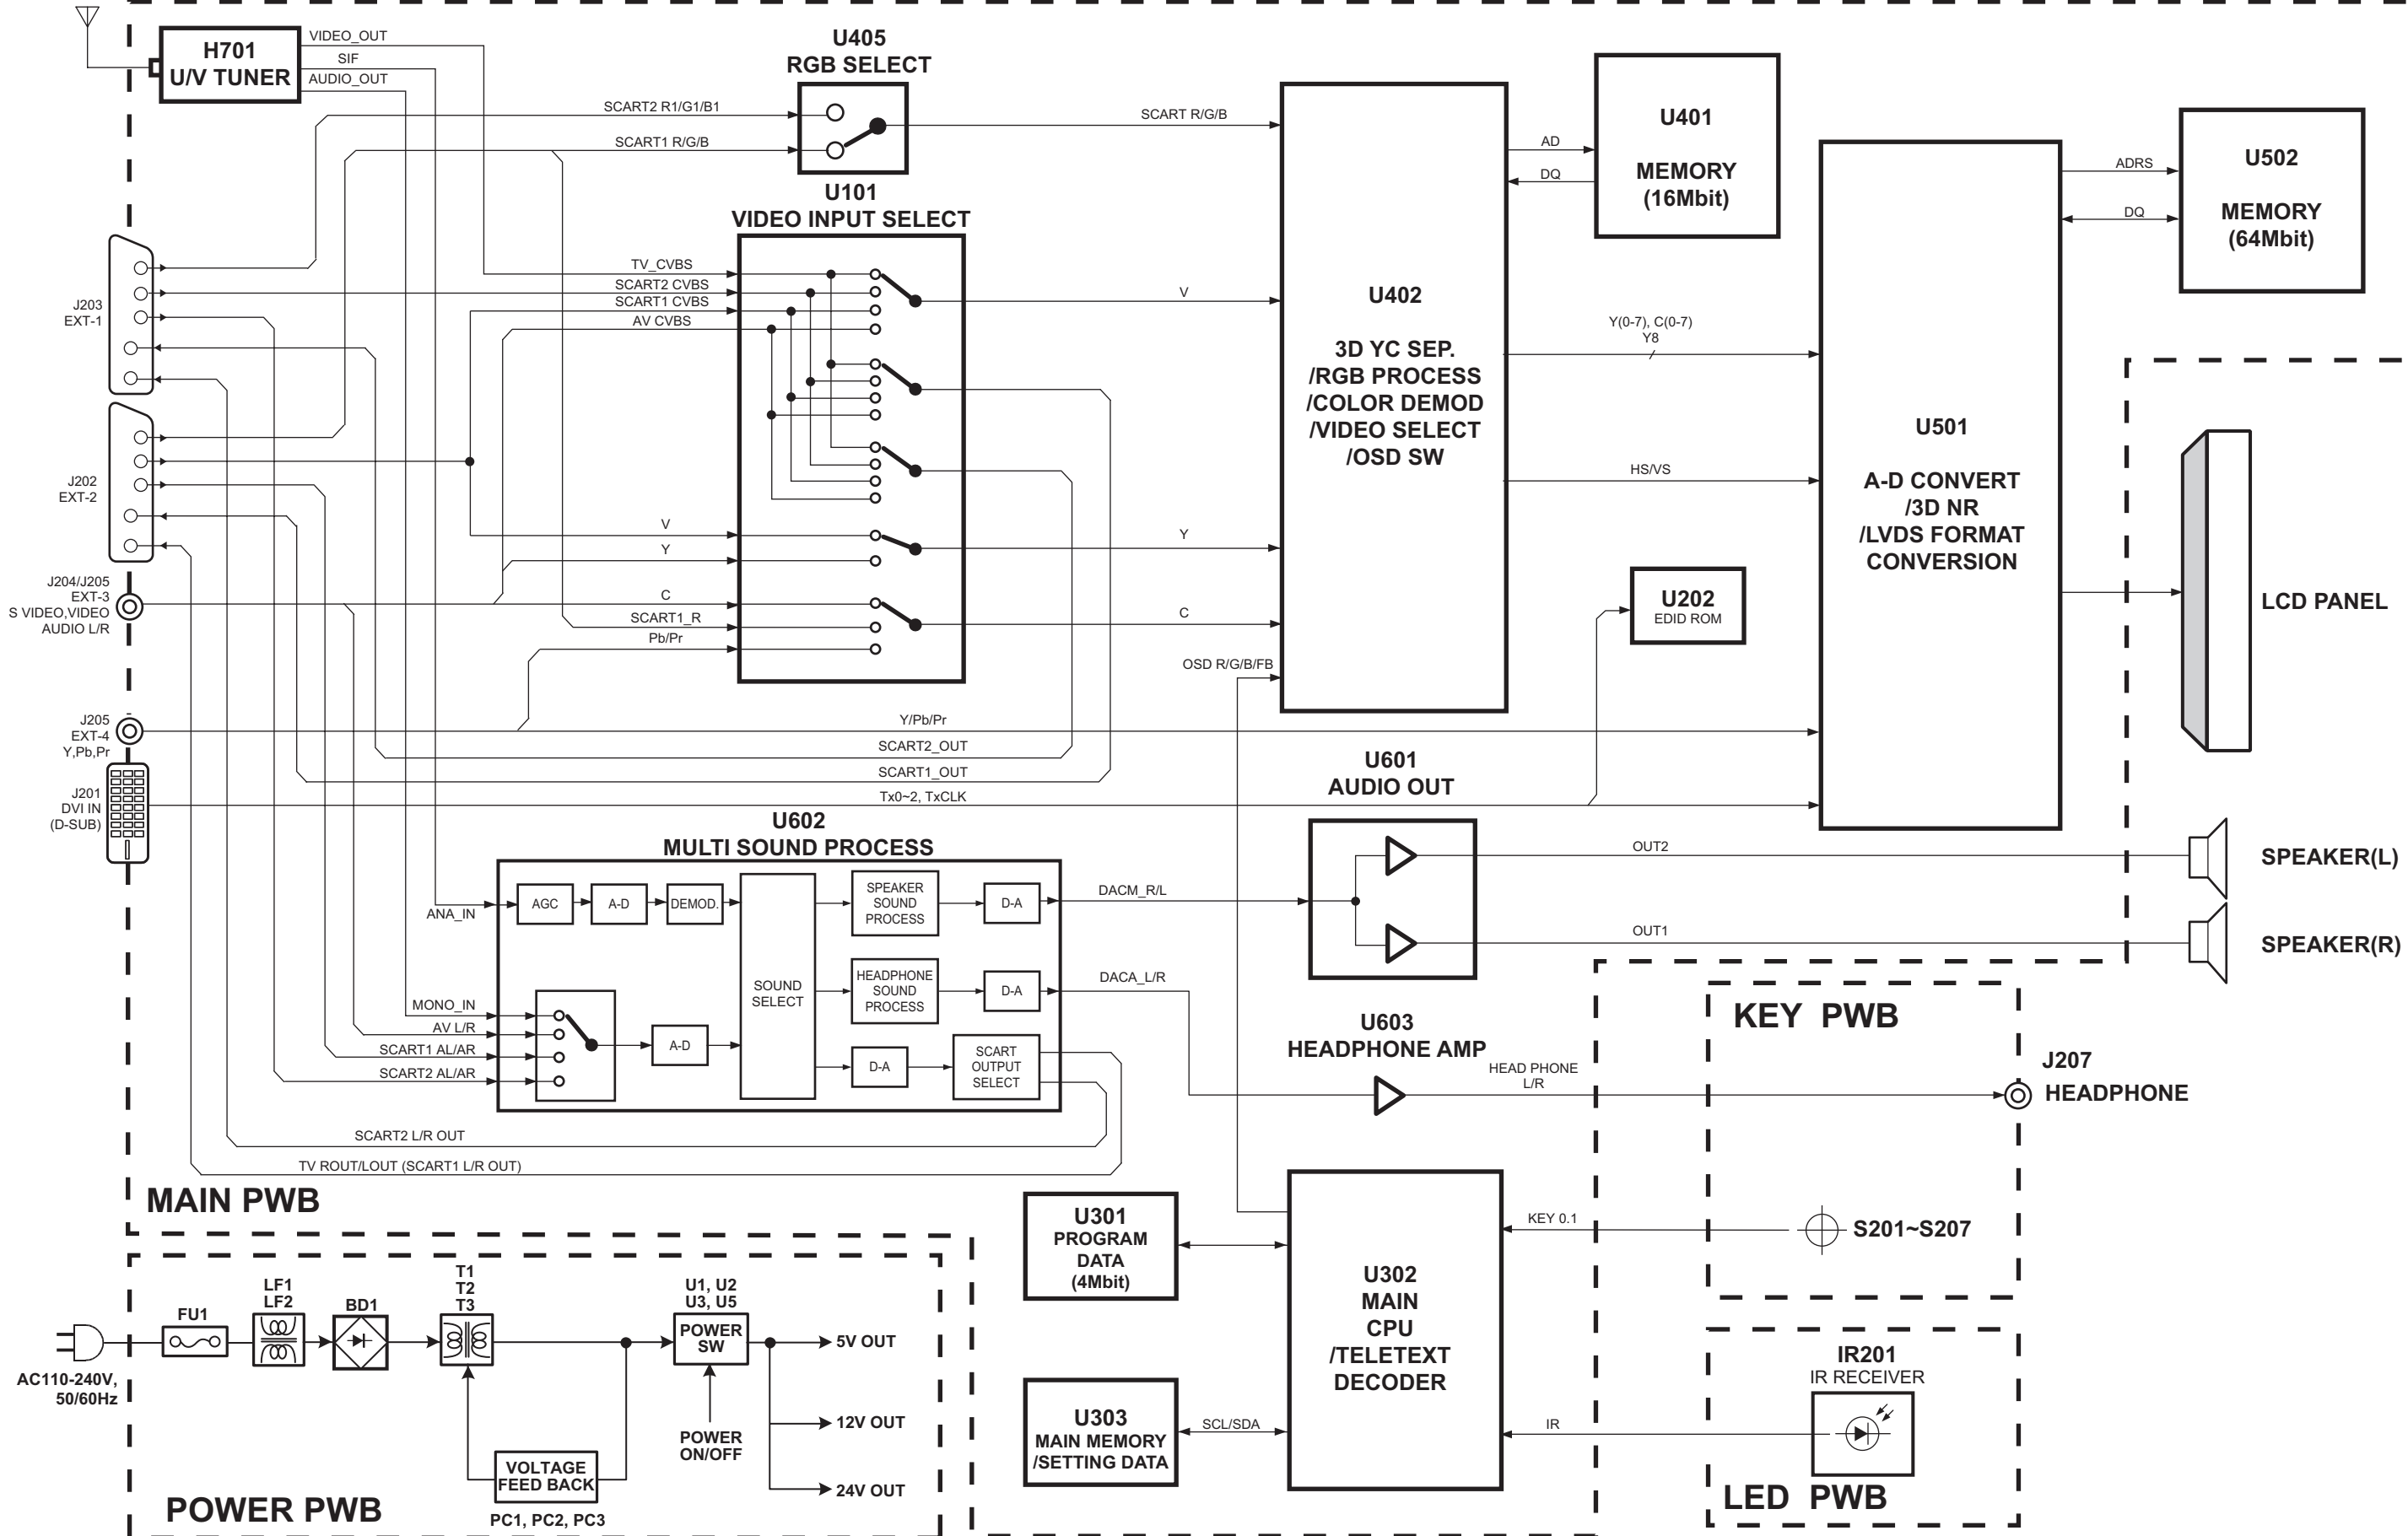 H701
U/V TUNER
VIDEO_OUT
SIF
AUDIO_OUT
U405
RGB SELECT
SCART2 R1/G1/B1
SCART1 R/G/B
SCART R/G/B
U101
VIDEO INPUT SELECT
TV_CVBS
SCART2 CVBS
SCART1 CVBS
AV CVBS
V
Y
C
SCART1_R
Pb/Pr
V
Y
C
OSD R/G/B/FB
U402
3D YC SEP.
/RGB PROCESS
/COLOR DEMOD
/VIDEO SELECT
/OSD SW
AD
DQ
U401
MEMORY
(16Mbit)
Y(0-7), C(0-7)
Y8
HS/VS
U501
A-D CONVERT
/3D NR
/LVDS FORMAT
CONVERSION
ADRS
DQ
U502
MEMORY
(64Mbit)
U202
EDID ROM
LCD PANEL
J203
EXT-1
J202
EXT-2
J204/J205
EXT-3
S VIDEO,VIDEO
AUDIO L/R
J205
EXT-4
Y,Pb,Pr
J201
DVI IN
(D-SUB)
Y/Pb/Pr
SCART2_OUT
SCART1_OUT
Tx0~2, TxCLK
U602
MULTI SOUND PROCESS
ANA_IN
AGC
A-D
DEMOD.
SOUND
SELECT
SPEAKER
SOUND
PROCESS
D-A
HEADPHONE
SOUND
PROCESS
D-A
MONO_IN
AV L/R
SCART1 AL/AR
SCART2 AL/AR
A-D
D-A
SCART
OUTPUT
SELECT
SCART2 L/R OUT
TV ROUT/LOUT (SCART1 L/R OUT)
DACM_R/L
DACA_L/R
U601
AUDIO OUT
OUT2
OUT1
SPEAKER(L)
SPEAKER(R)
U603
HEADPHONE AMP
HEAD PHONE
L/R
KEY PWB
J207
HEADPHONE
S201~S207
KEY 0.1
MAIN PWB
U301
PROGRAM
DATA
(4Mbit)
U302
MAIN
CPU
/TELETEXT
DECODER
U303
MAIN MEMORY
/SETTING DATA
SCL/SDA
IR
IR201
IR RECEIVER
LED PWB
AC110-240V,
50/60Hz
FU1
LF1
LF2
BD1
T1
T2
T3
U1, U2
U3, U5
POWER
SW
5V OUT
12V OUT
24V OUT
POWER
ON/OFF
VOLTAGE
FEED BACK
PC1, PC2, PC3
POWER PWB